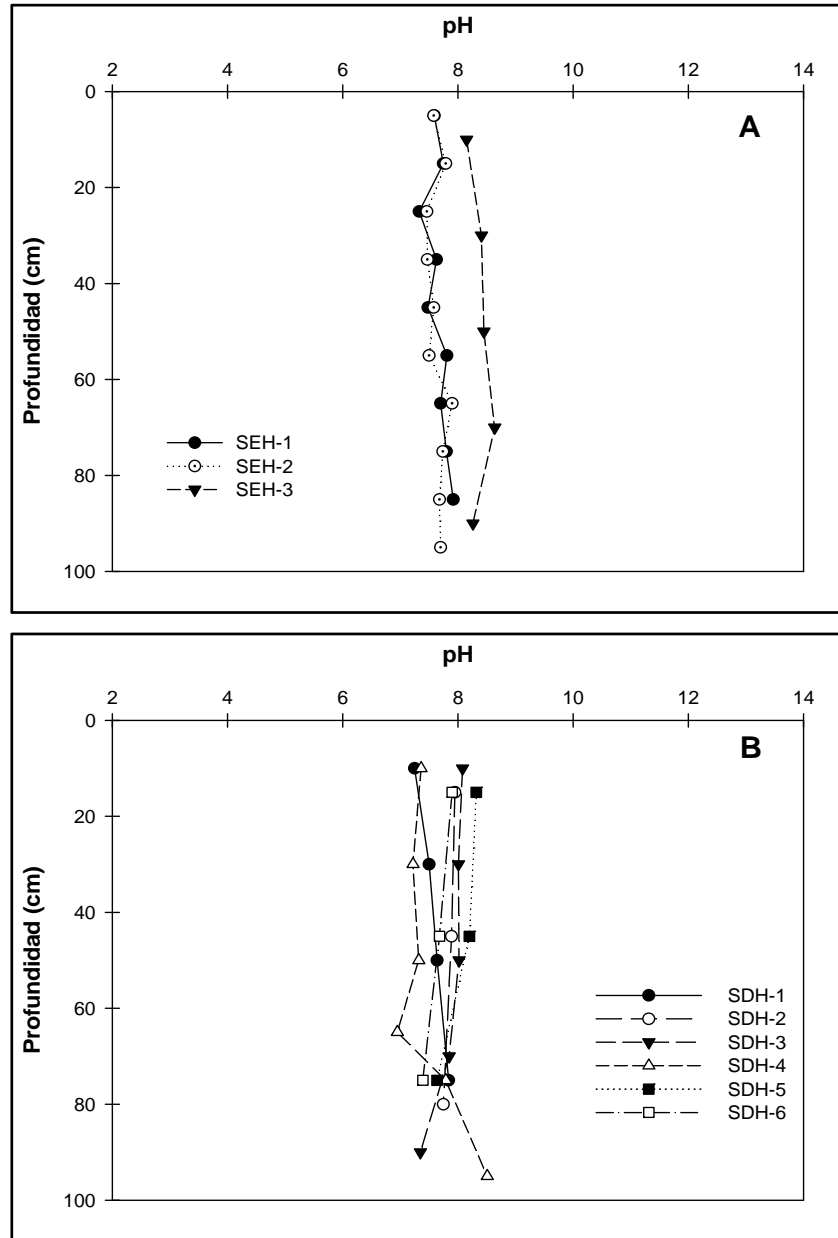 pH
2 4 6 8 10 12 14
A
0
20
40
60
80
100
Profundidad (cm)
SEH-1
SEH-2
SEH-3
pH
2 4 6 8 10 12 14
B
0
20
40
60
80
100
Profundidad (cm)
SDH-1
SDH-2
SDH-3
SDH-4
SDH-5
SDH-6